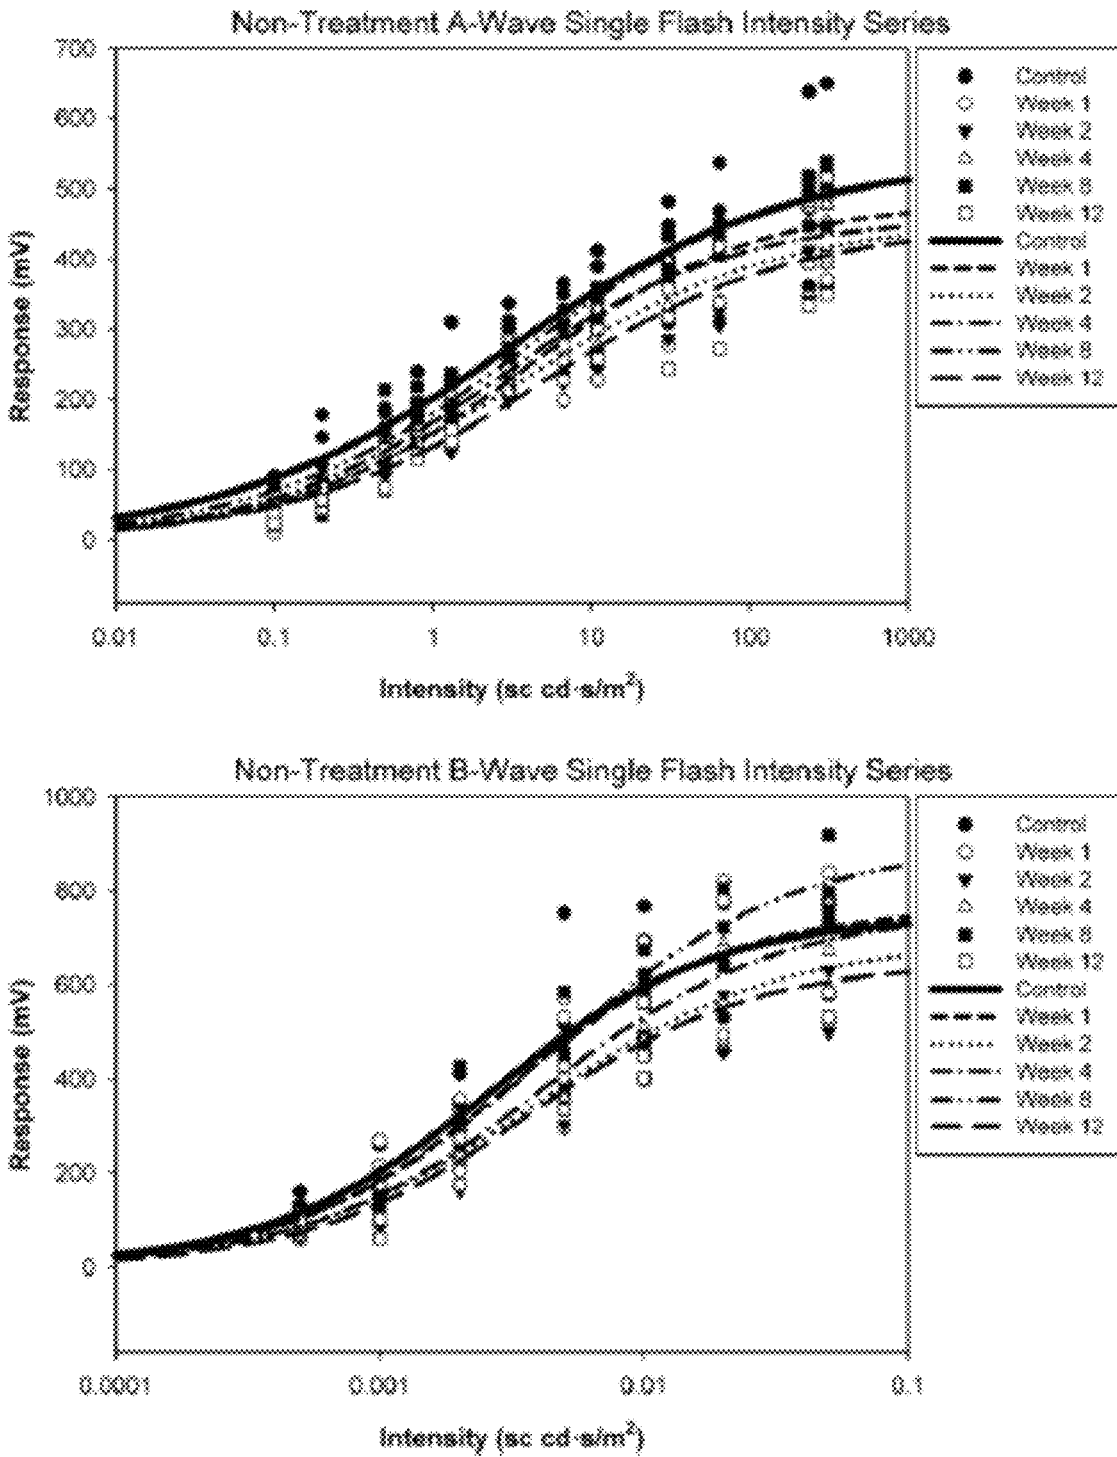 Non-Treatment A-Wave Single Flash Intensity Series
700
600
500
400
300
200
100
0
Response (mV)
0.01
0.1
1
10
100
1000
Intensity (sc cd·s/m²)
Control
Week 1
Week 2
Week 4
Week 8
Week 12
Control
Week 1
Week 2
Week 4
Week 8
Week 12
Non-Treatment B-Wave Single Flash Intensity Series
1000
800
600
400
200
0
Response (mV)
0.0001
0.001
0.01
0.1
Intensity (sc cd·s/m²)
Control
Week 1
Week 2
Week 4
Week 8
Week 12
Control
Week 1
Week 2
Week 4
Week 8
Week 12